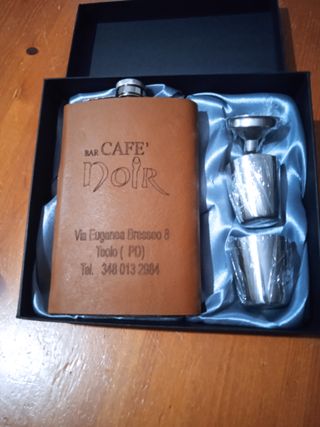 BAR CAFE'
noir
Via Euganea Bresseo 8
Teolo ( PD)
Tel. 348 013 2984